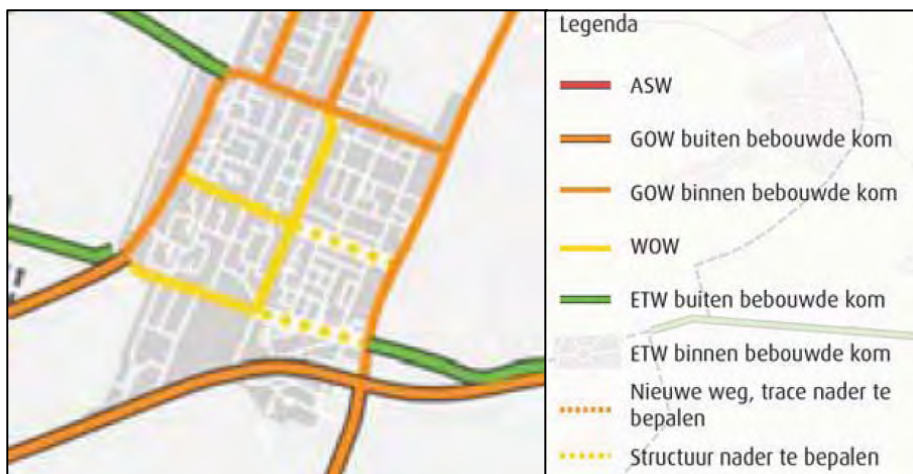 Legenda
ASW
GOW buiten bebouwde kom
GOW binnen bebouwde kom
WOW
ETW buiten bebouwde kom
ETW binnen bebouwde kom
Nieuwe weg, trace nader te
bepalen
Structuur nader te bepalen